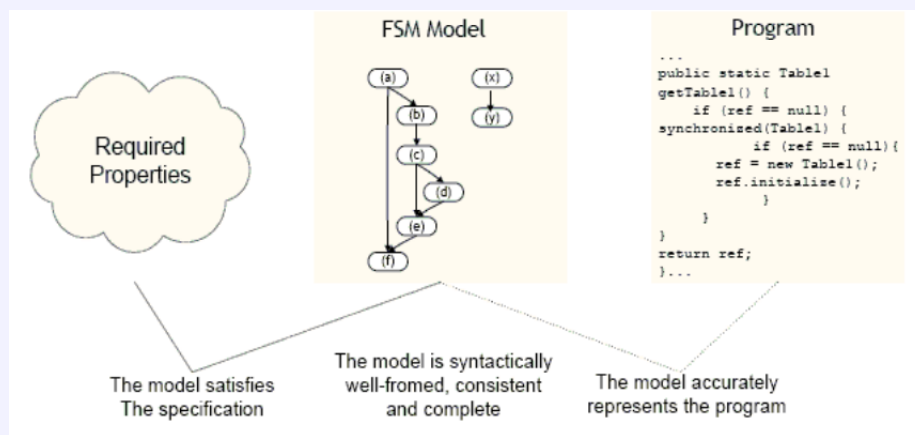 FSM Model
Program
Required
Properties
(a)
(x)
(b)
(y)
(c)
(d)
(e)
(f)
...
public static Table1
getTable1() {
if (ref == null) {
synchronized(Table1) {
if (ref == null){
ref = new Table1();
ref.initialize();
}
}
}
return ref;
}...
The model satisfies
The specification
The model is syntactically
well-fromed, consistent
and complete
The model accurately
represents the program